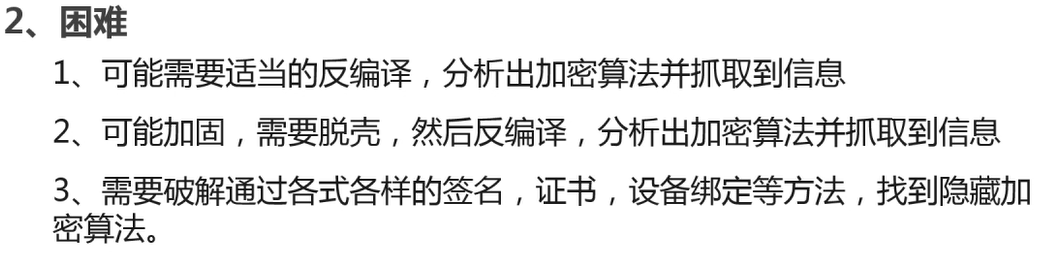 2、困难
1、可能需要适当的反编译，分析出加密算法并抓取到信息
2、可能加固，需要脱壳，然后反编译，分析出加密算法并抓取到信息
3、需要破解通过各式各样的签名，证书，设备绑定等方法，找到隐藏加
密算法。